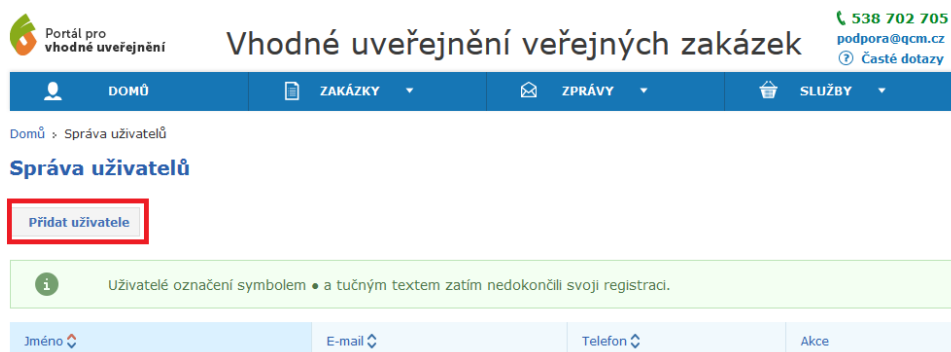 Portál pro
vhodné uveřejnění
Vhodné uveřejnění veřejných zakázek
538 702 705
podpora@qcm.cz
? Časté dotazy
DOMŮ ZAKÁZKY ZPRÁVY SLUŽBY
Domů > Správa uživatelů
Správa uživatelů
Přidat uživatele
i Uživatelé označení symbolem ● a tučným textem zatím nedokončili svoji registraci.
Jméno E-mail Telefon Akce